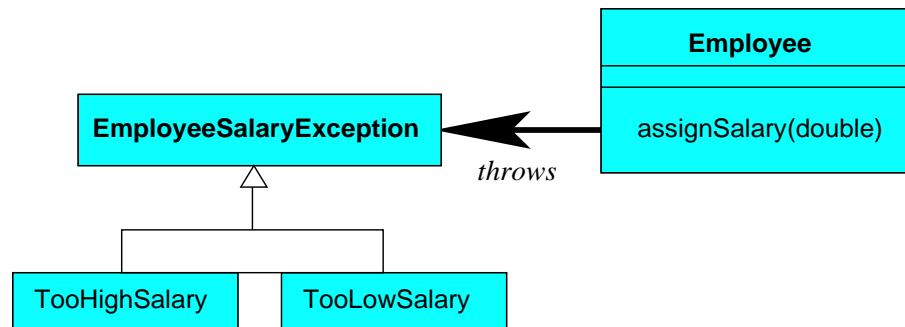 Employee
EmployeeSalaryException
assignSalary(double)
throws
TooHighSalary
TooLowSalary